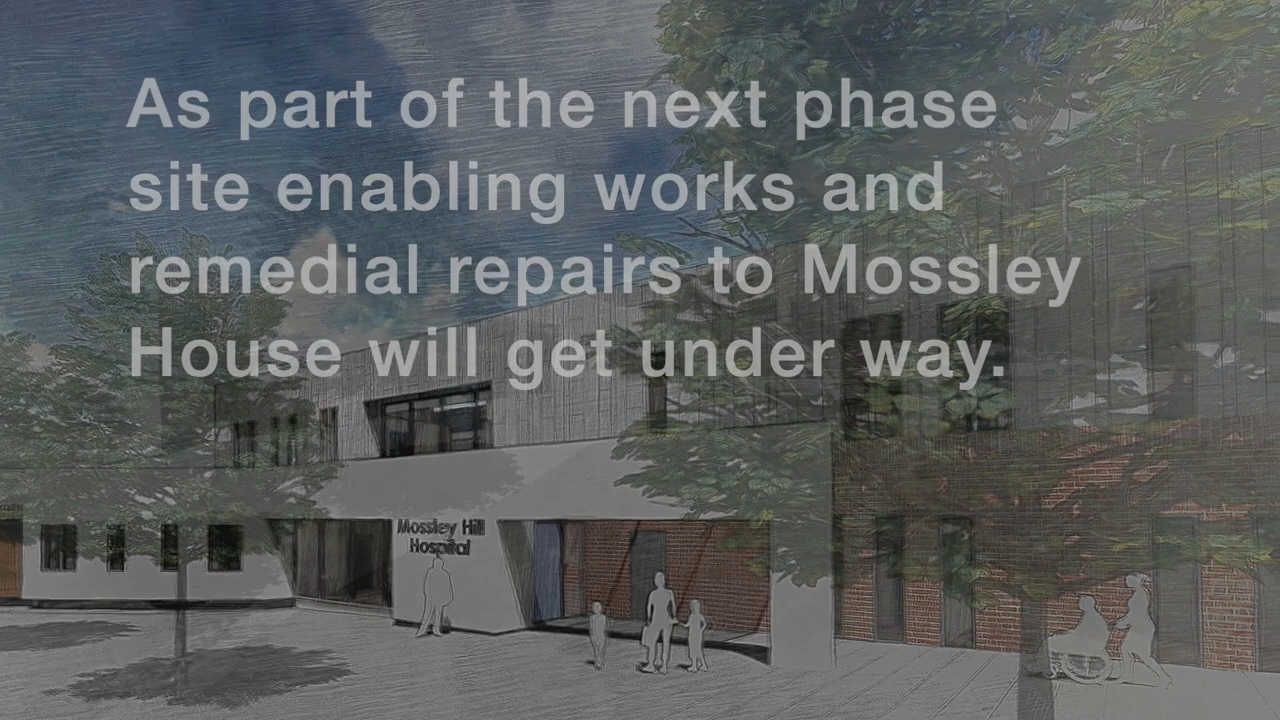 As part of the next phase
site enabling works and
remedial repairs to Mossley
House will get under way.
Mossley Hill
Hospital